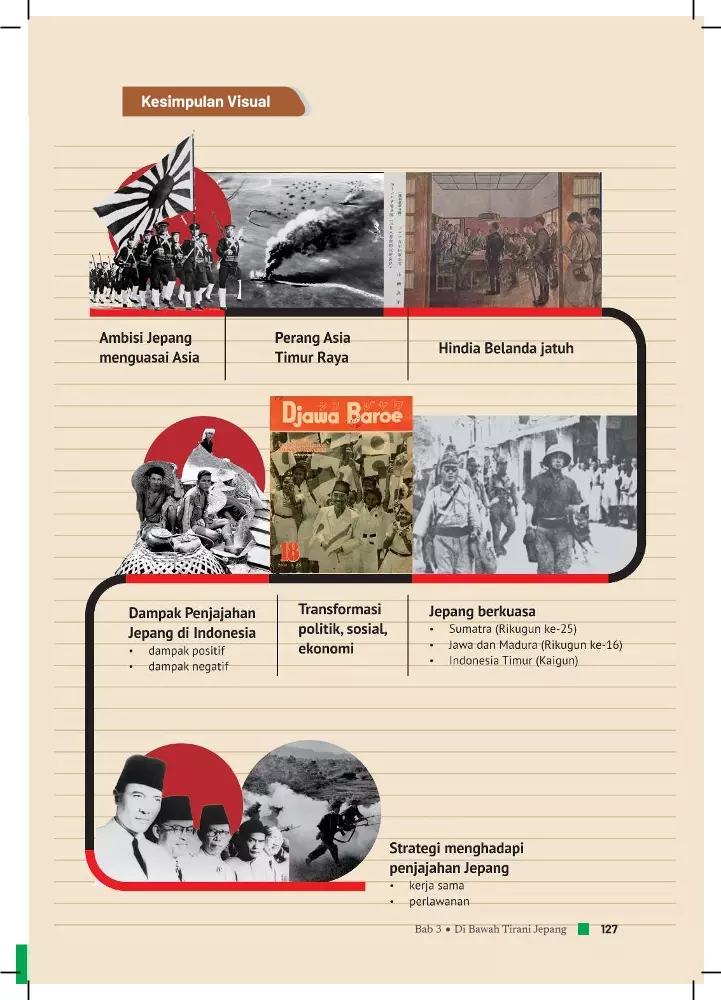 Kesimpulan Visual
Ambisi Jepang
menguasai Asia
Perang Asia
Timur Raya
Hindia Belanda jatuh
Djawa Baroe
18
Dampak Penjajahan
Jepang di Indonesia
• dampak positif
• dampak negatif
Transformasi
politik, sosial,
ekonomi
Jepang berkuasa
• Sumatra (Rikugun ke-25)
• Jawa dan Madura (Rikugun ke-16)
• Indonesia Timur (Kaigun)
Strategi menghadapi
penjajahan Jepang
• kerja sama
• perlawanan
Bab 3 • Di Bawah Tirani Jepang 127